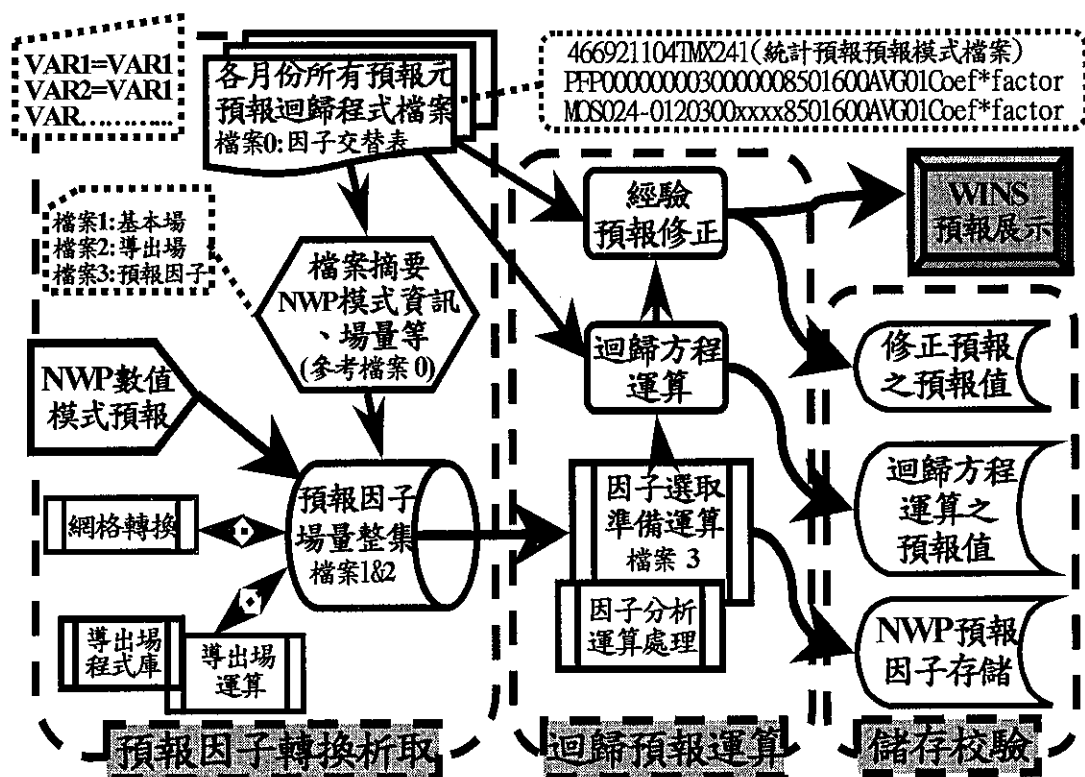 VAR1=VAR1
VAR2=VAR1
VAR............
各月份所有預報元
預報迴歸程式檔案
檔案0:因子交替表
466921104TMX241(統計預報預報模式檔案)
PFP000000003000008501600AVG01Coef*factor
MOS024-0120300xxxx8501600AVG01Coef*factor
檔案1:基本場
檔案2:導出場
檔案3:預報因子
檔案摘要
NWP模式資訊
、場量等
(參考檔案0)
NWP數值
模式預報
預報因子
場量整集
檔案1&2
網格轉換
導出場
程式庫
導出場
運算
預報因子轉換析取
經驗
預報修正
迴歸方程
運算
因子選取
準備運算
檔案 3
因子分析
運算處理
迴歸預報運算
WINS
預報展示
修正預報
之預報值
迴歸方程
運算之
預報值
NWP預報
因子存儲
儲存校驗